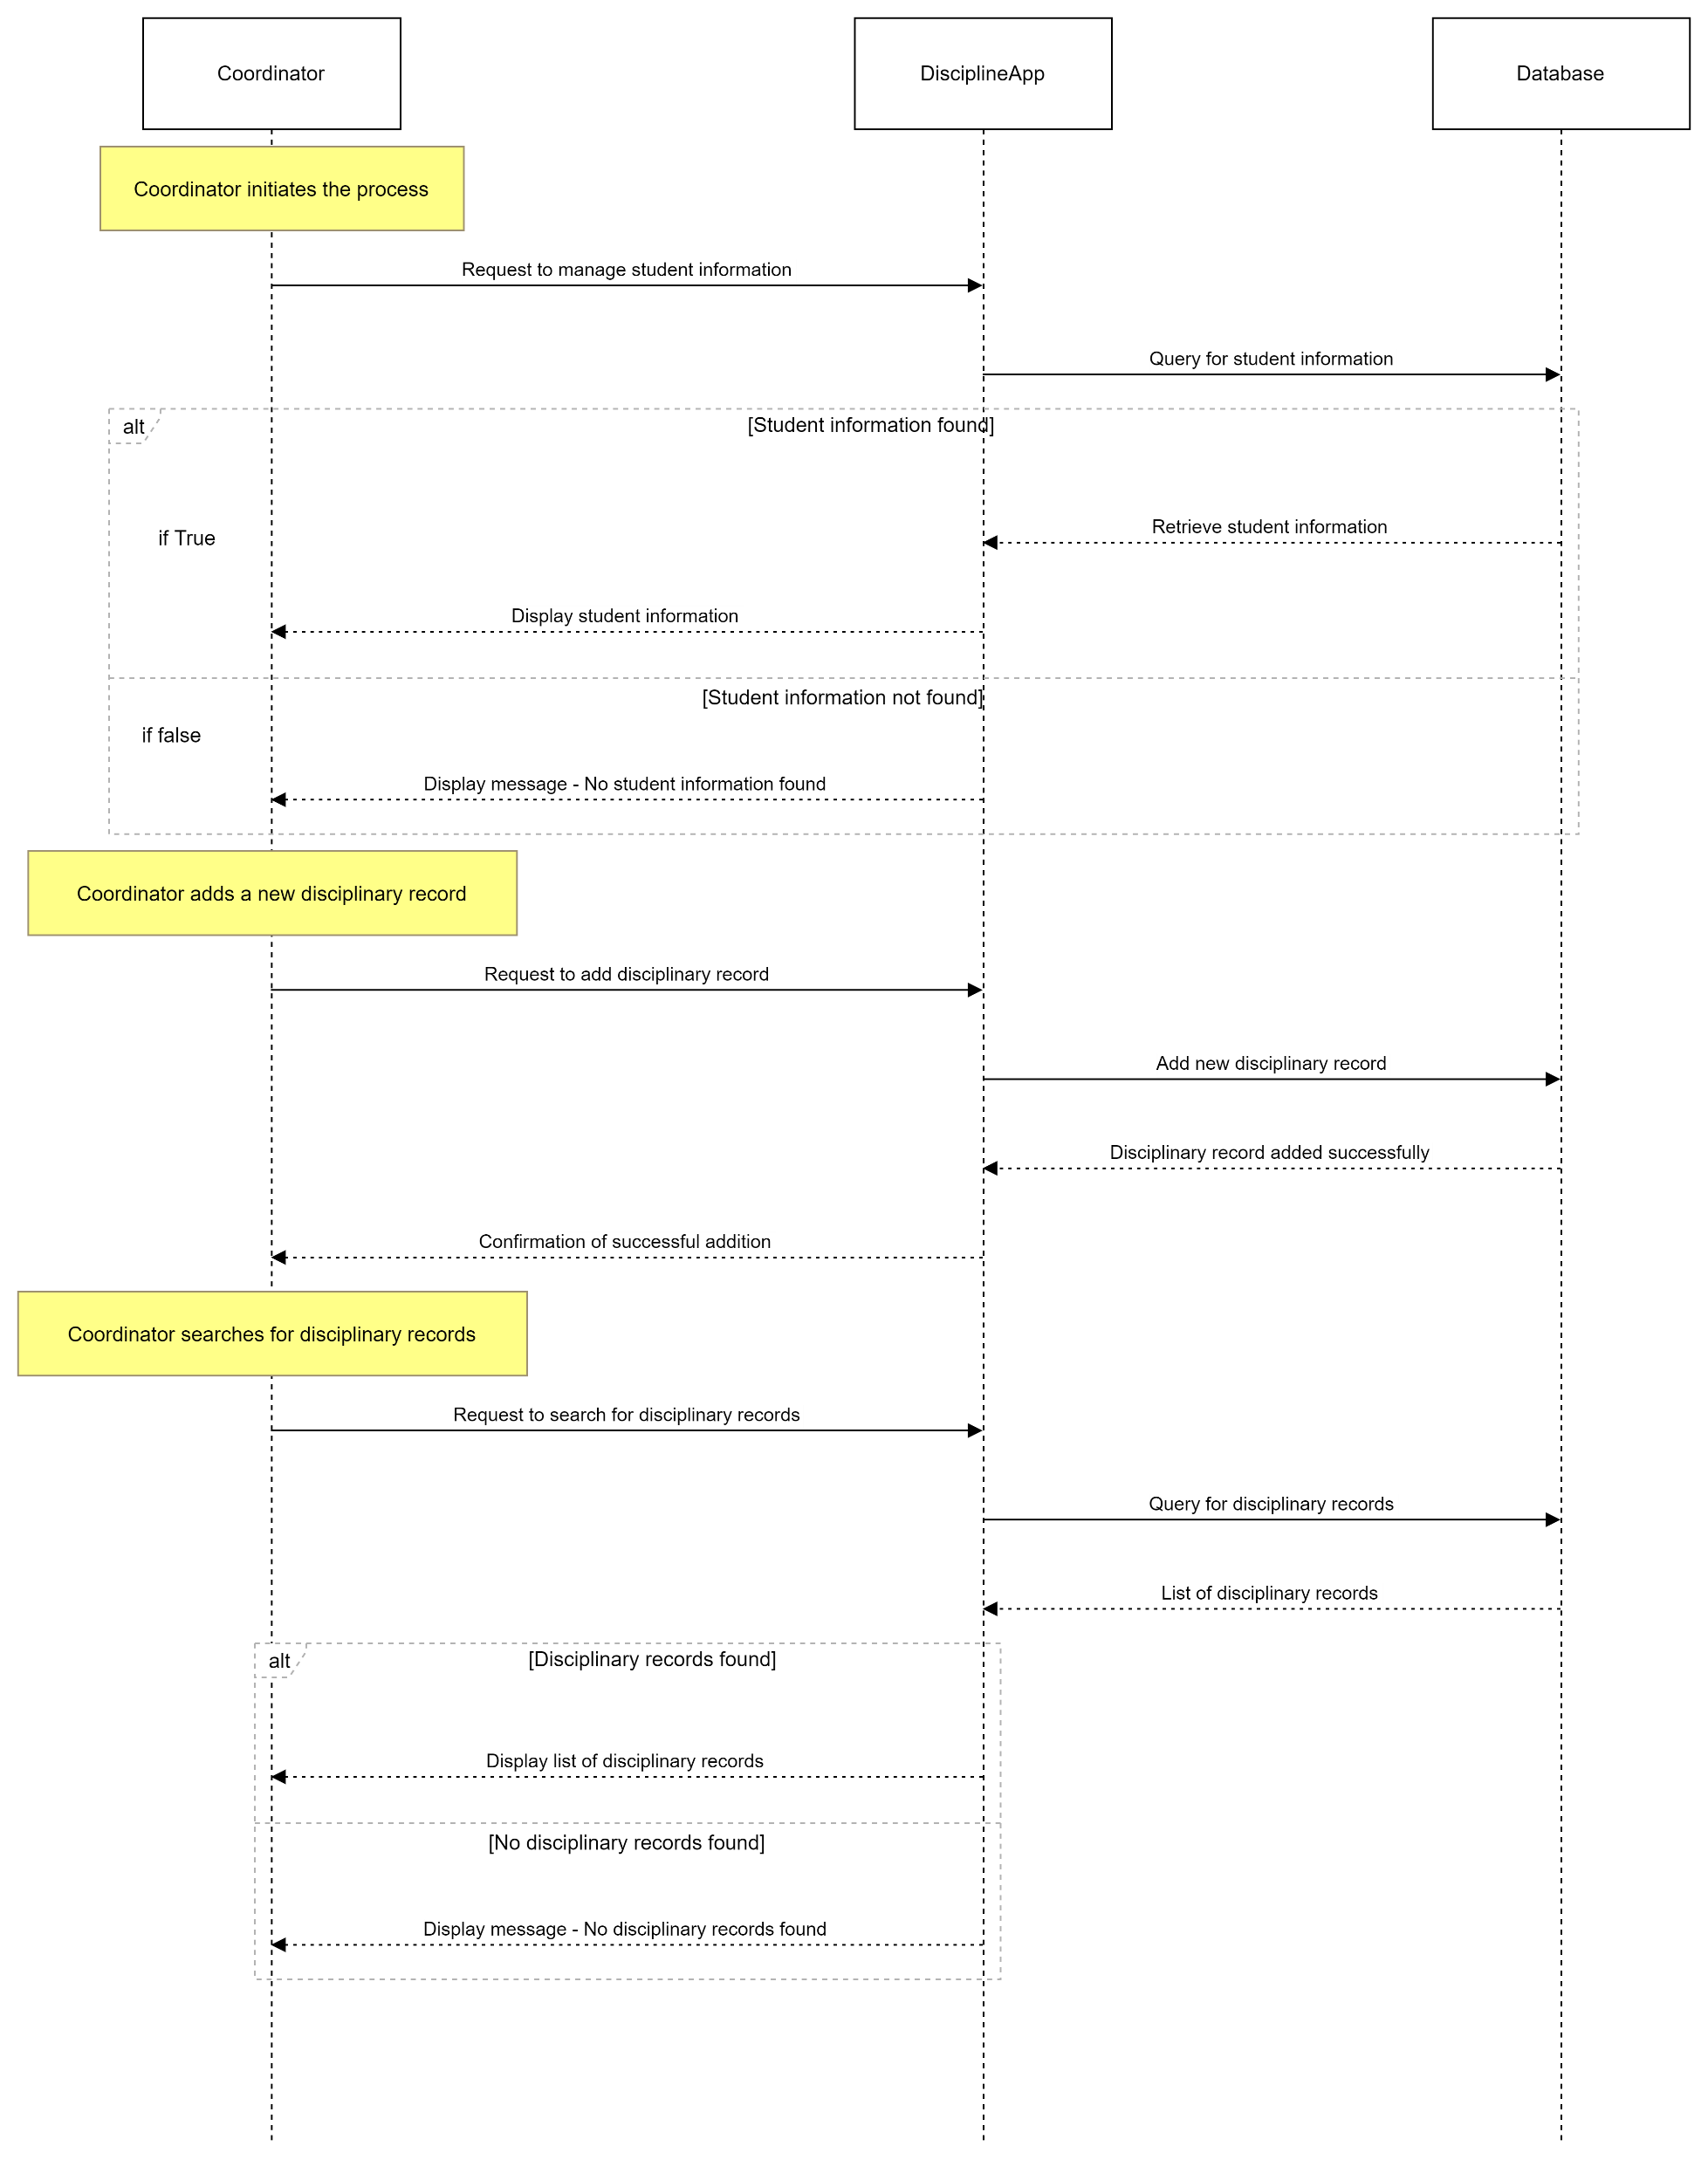 Coordinator
DisciplineApp
Database
Coordinator initiates the process
Request to manage student information
Query for student information
alt
[Student information found]
Retrieve student information
if True
Display student information
[Student information not found]
if false
Display message - No student information found
Coordinator adds a new disciplinary record
Request to add disciplinary record
Add new disciplinary record
Disciplinary record added successfully
Confirmation of successful addition
Coordinator searches for disciplinary records
Request to search for disciplinary records
Query for disciplinary records
List of disciplinary records
alt
[Disciplinary records found]
Display list of disciplinary records
[No disciplinary records found]
Display message - No disciplinary records found